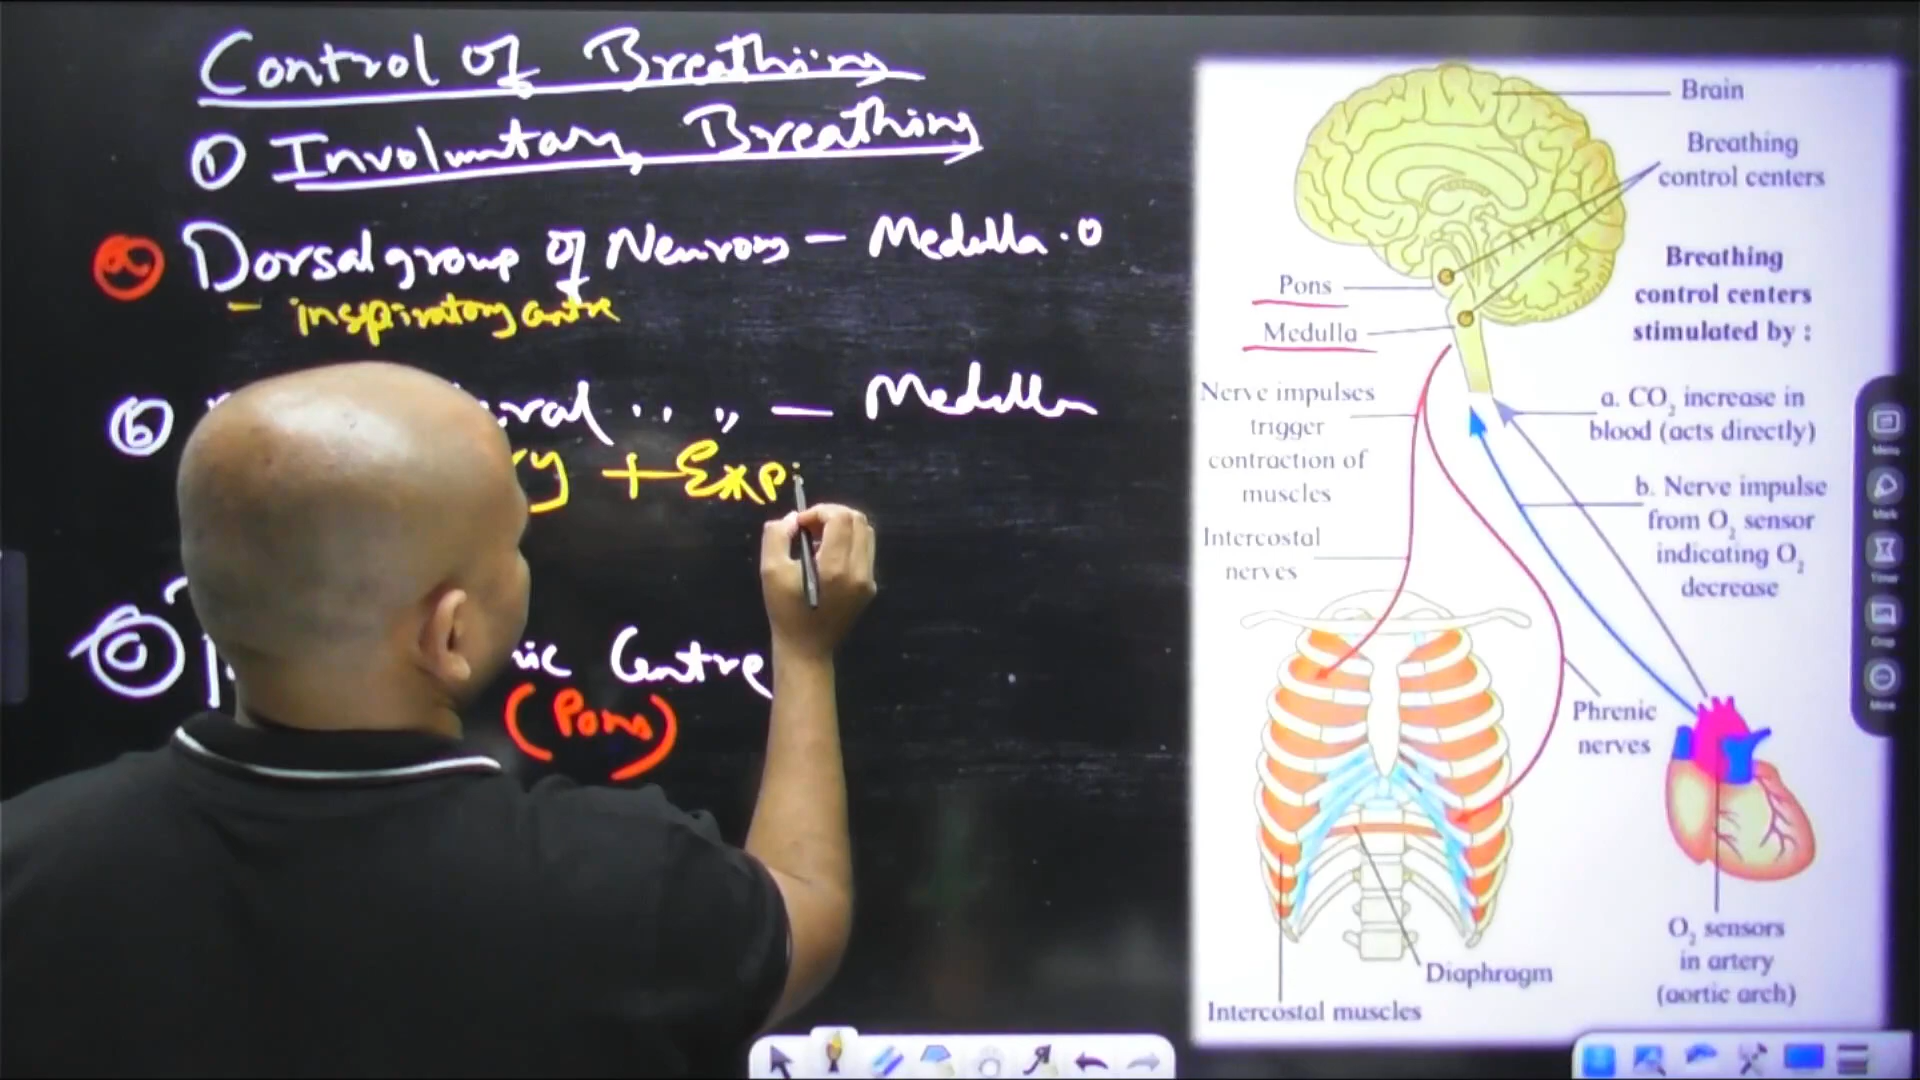 Control of Breathing
① Involuntary Breathing
ⓐ Dorsal group of Neurons – Medulla.o
– inspiratory centre
ⓑ ral ,, ,, – Medulla
ry + Exp
ⓒ ic Centre
(Pons)
Brain
Breathing
control centers
Breathing
control centers
stimulated by :
Pons
Medulla
Nerve impulses
trigger
contraction of
muscles
a. CO₂ increase in
blood (acts directly)
b. Nerve impulse
from O₂ sensor
indicating O₂
decrease
Intercostal
nerves
Phrenic
nerves
O₂ sensors
in artery
(aortic arch)
Diaphragm
Intercostal muscles